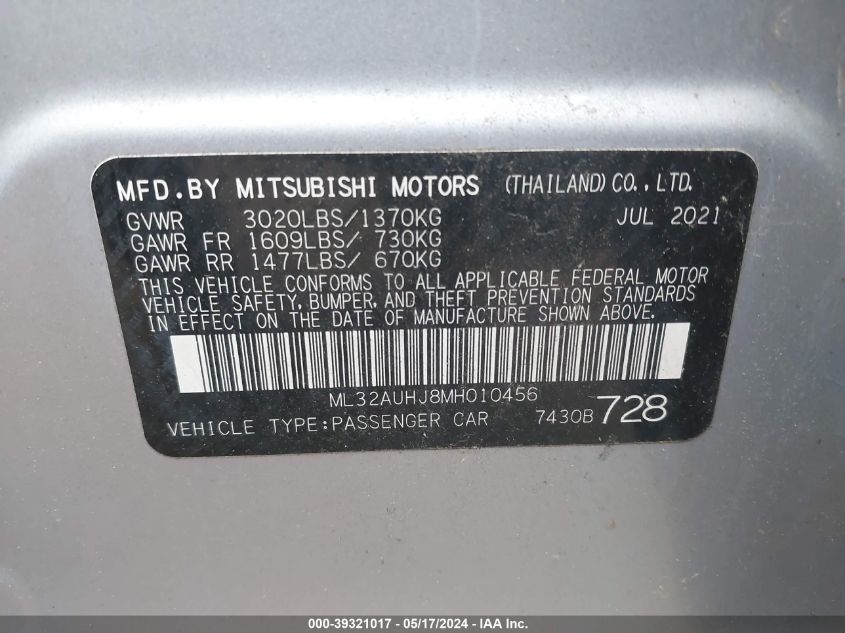 MFD.BY MITSUBISHI MOTORS (THAILAND) CO., LTD.
GVWR 3020LBS/1370KG JUL 2021
GAWR FR 1609LBS/ 730KG
GAWR RR 1477LBS/ 670KG
THIS VEHICLE CONFORMS TO ALL APPLICABLE FEDERAL MOTOR
VEHICLE SAFETY, BUMPER, AND THEFT PREVENTION STANDARDS
IN EFFECT ON THE DATE OF MANUFACTURE SHOWN ABOVE.
ML32AUHJ8MH010456
VEHICLE TYPE:PASSENGER CAR 7430B 728
000-39321017 - 05/17/2024 - IAA Inc.